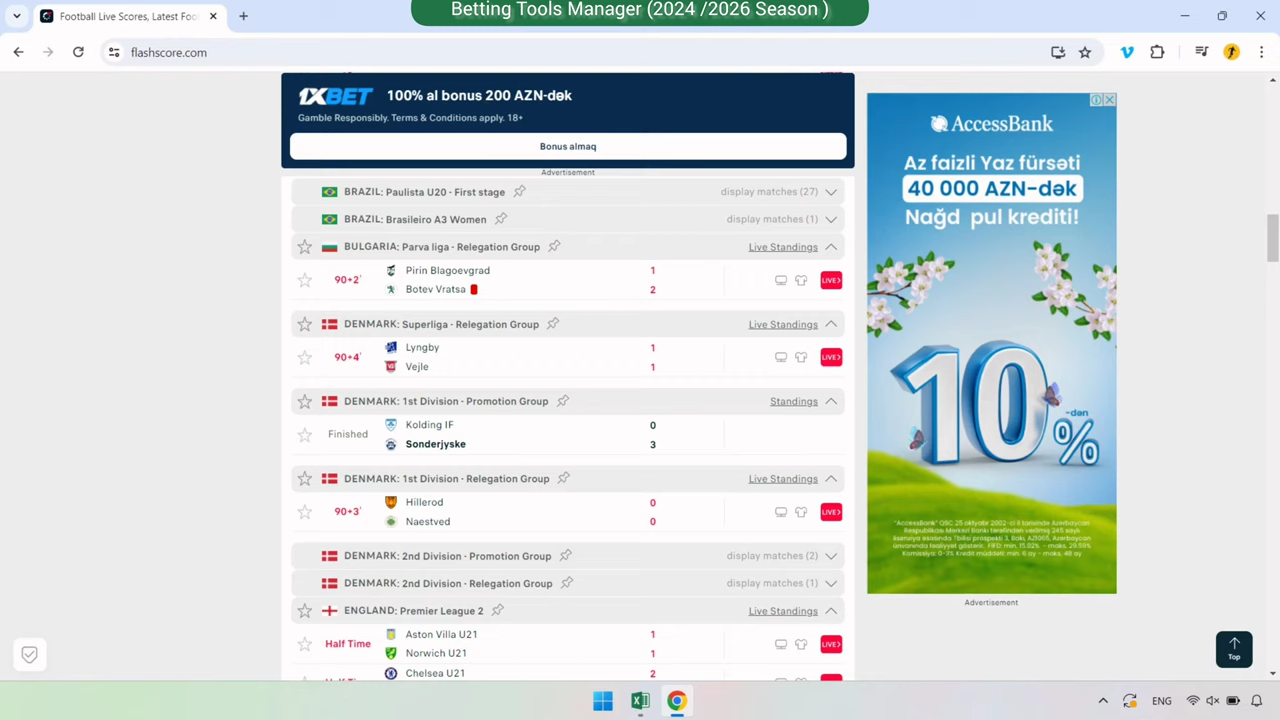 Betting Tools Manager (2024 /2026 Season )
Football Live Scores, Latest Foo
flashscore.com
1XBET
100% al bonus 200 AZN-dək
Gamble Responsibly. Terms & Conditions apply. 18+
Bonus almaq
Advertisement
BRAZIL: Paulista U20 - First stage display matches (27)
BRAZIL: Brasileiro A3 Women display matches (1)
BULGARIA: Parva liga - Relegation Group Live Standings
90+2' Pirin Blagoevgrad 1
Botev Vratsa 2
LIVE
DENMARK: Superliga - Relegation Group Live Standings
90+4' Lyngby 1
Vejle 1
LIVE
DENMARK: 1st Division - Promotion Group Standings
Finished Kolding IF 0
Sonderjyske 3
DENMARK: 1st Division - Relegation Group Live Standings
90+3' Hillerod 0
Naestved 0
LIVE
DENMARK: 2nd Division - Promotion Group display matches (2)
DENMARK: 2nd Division - Relegation Group display matches (1)
ENGLAND: Premier League 2 Live Standings
Half Time Aston Villa U21 1
Norwich U21 1
LIVE
Chelsea U21 2
AccessBank
Az faizli Yaz fürsəti
40 000 AZN-dək
Nağd pul krediti!
10%
-dən
Advertisement
Top
ENG